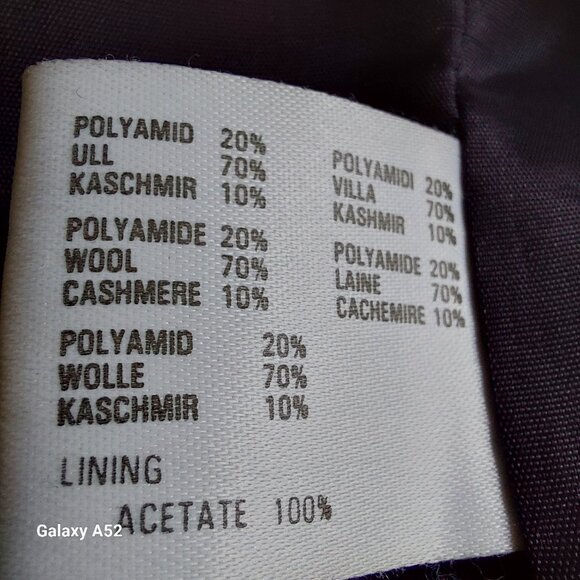 POLYAMID 20%
ULL 70%
KASCHMIR 10%
POLYAMIDE 20%
WOOL 70%
CASHMERE 10%
POLYAMID 20%
WOLLE 70%
KASCHMIR 10%
POLYAMIDI 20%
VILLA 70%
KASHMIR 10%
POLYAMIDE 20%
LAINE 70%
CACHEMIRE 10%
LINING
ACETATE 100%
Galaxy A52